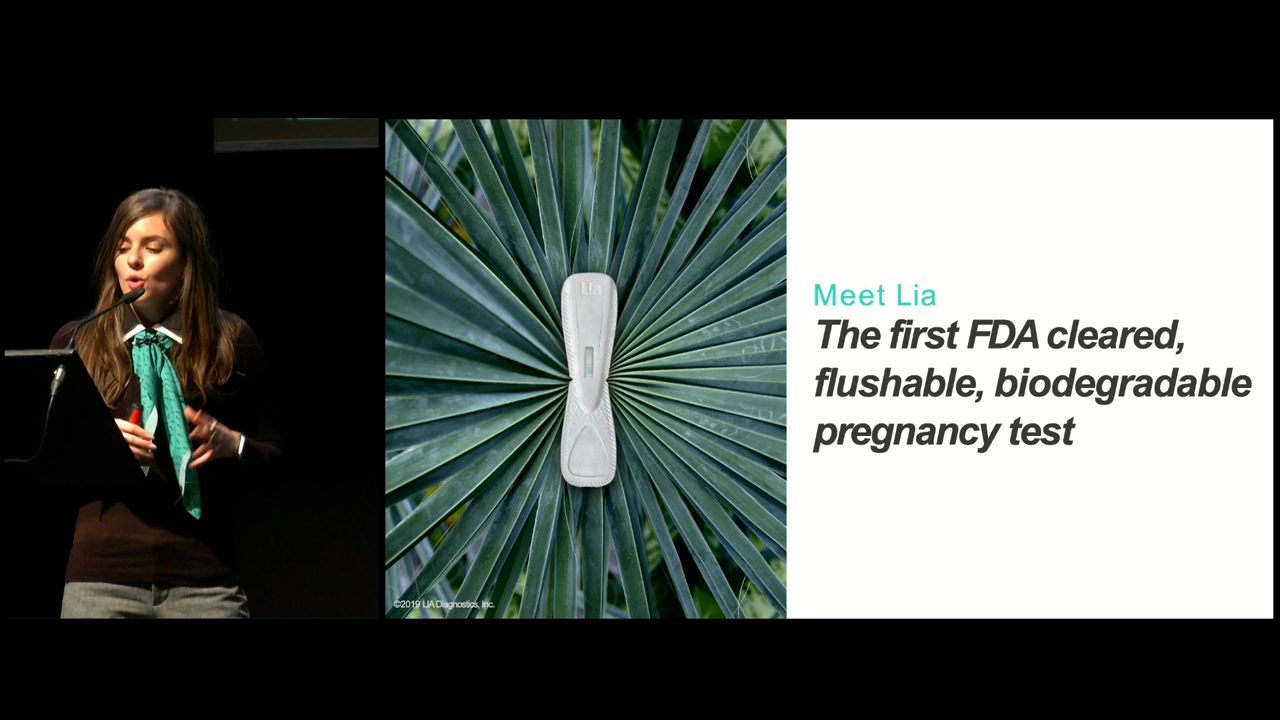 Lia
©2019 LIA Diagnostics, Inc.
Meet Lia
The first FDA cleared,
flushable, biodegradable
pregnancy test